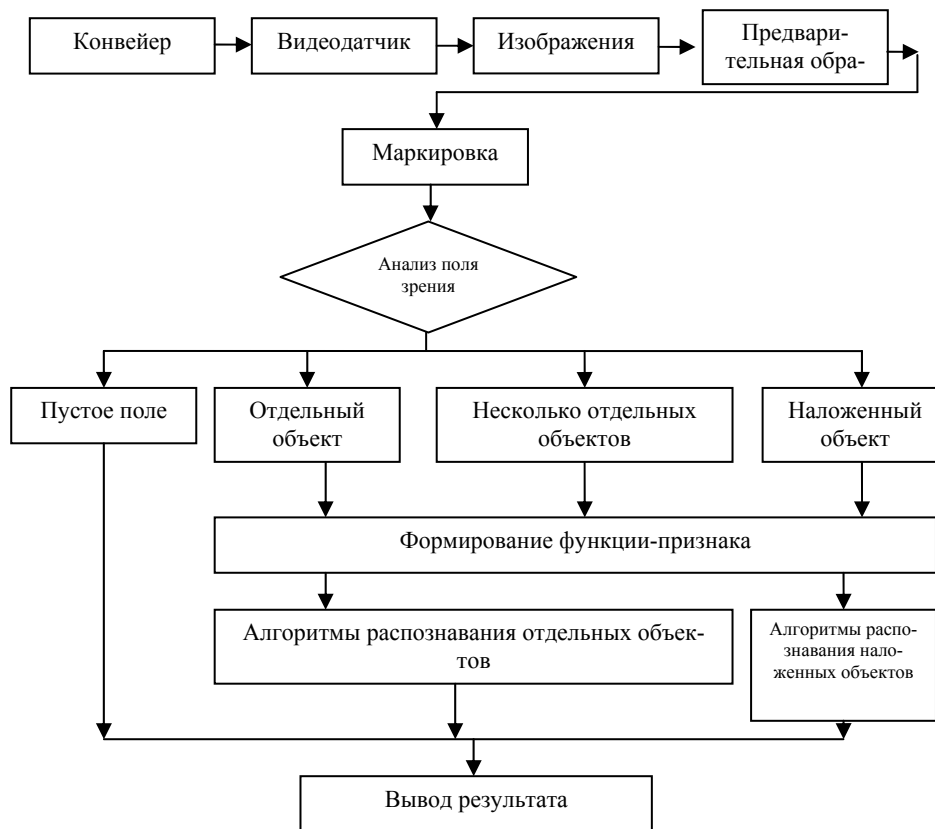 Конвейер
Видеодатчик
Изображения
Предвари-
тельная обра-
Маркировка
Анализ поля
зрения
Пустое поле
Отдельный
объект
Несколько отдельных
объектов
Наложенный
объект
Формирование функции-признака
Алгоритмы распознавания отдельных объек-
тов
Алгоритмы распо-
знавания нало-
женных объектов
Вывод результата